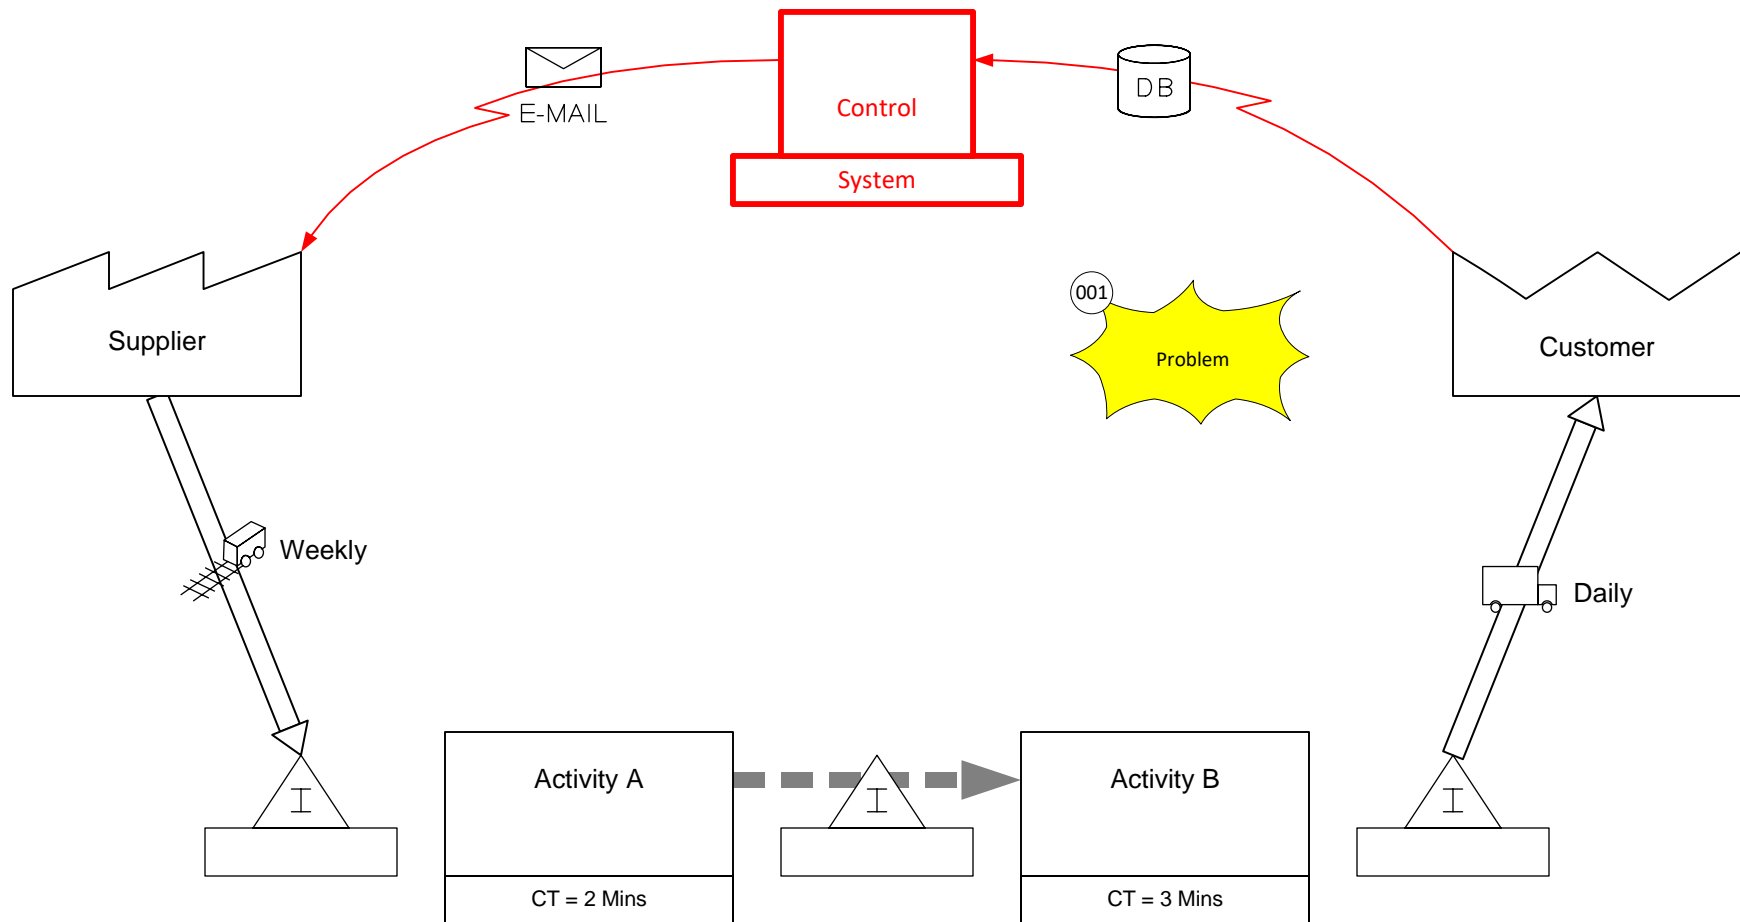 E-MAIL
Control
System
DB
001
Problem
Supplier
Customer
Weekly
Daily
I
Activity A
I
Activity B
I
CT = 2 Mins
CT = 3 Mins